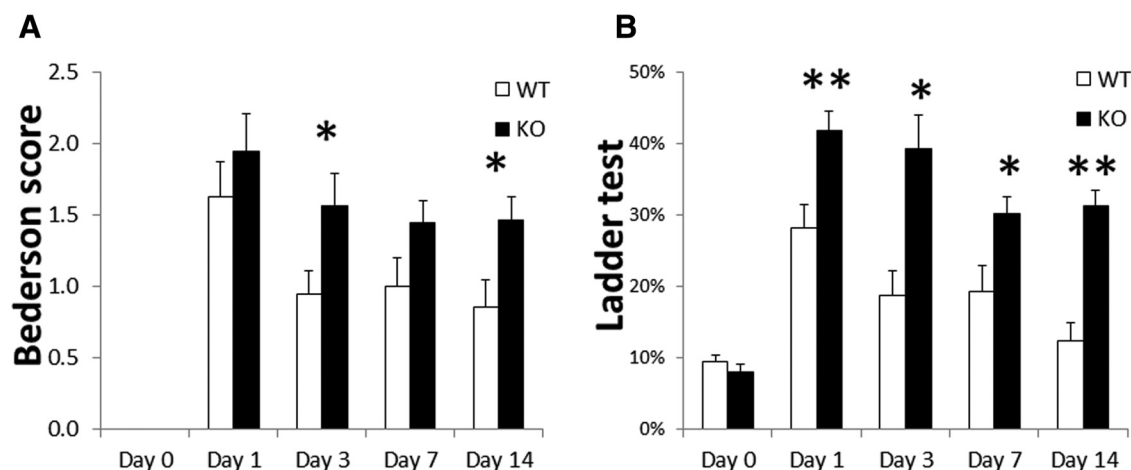 A
Bederson score
2.5
2.0
1.5
1.0
0.5
0.0
WT
KO
*
*
Day 0 Day 1 Day 3 Day 7 Day 14
B
Ladder test
50%
40%
30%
20%
10%
0%
WT
KO
**
*
*
**
Day 0 Day 1 Day 3 Day 7 Day 14